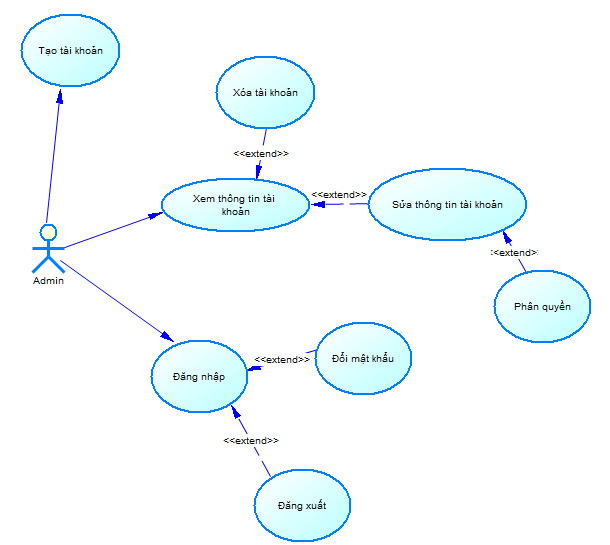 Tạo tài khoản
Xóa tài khoản
<<extend>>
Xem thông tin tài
khoản
<<extend>>
Sửa thông tin tài khoản
<<extend>
Phân quyền
Admin
Đăng nhập
<<extend>>
Đổi mật khẩu
<<extend>>
Đăng xuất